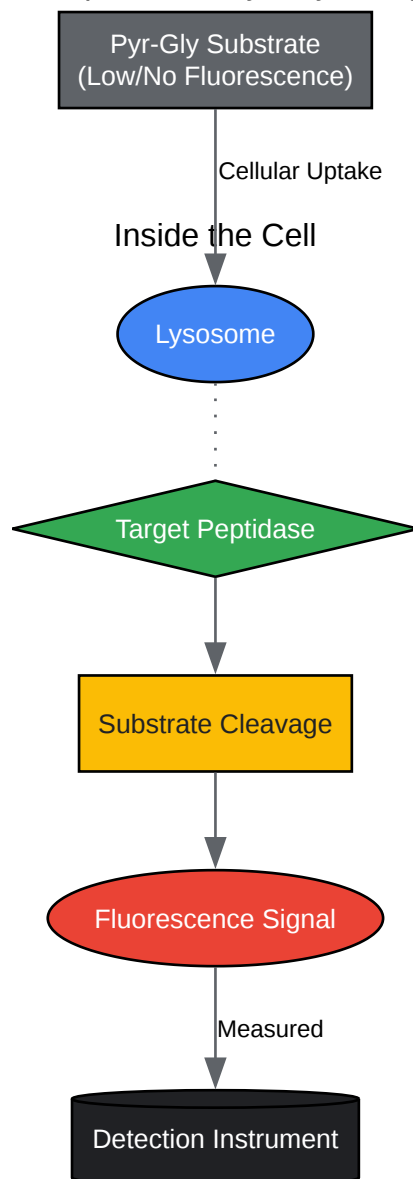 Pyr-Gly Substrate
(Low/No Fluorescence)
Cellular Uptake
Inside the Cell
Lysosome
Target Peptidase
Substrate Cleavage
Fluorescence Signal
Measured
Detection Instrument